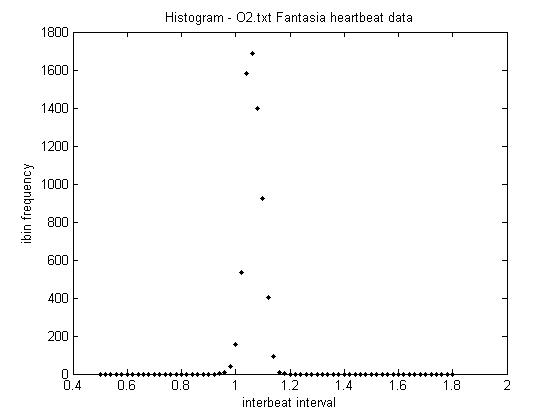 Histogram - O2.txt Fantasia heartbeat data
1800
1600
1400
1200
1000
800
600
400
200
0
ibin frequency
0.4 0.6 0.8 1 1.2 1.4 1.6 1.8 2
interbeat interval